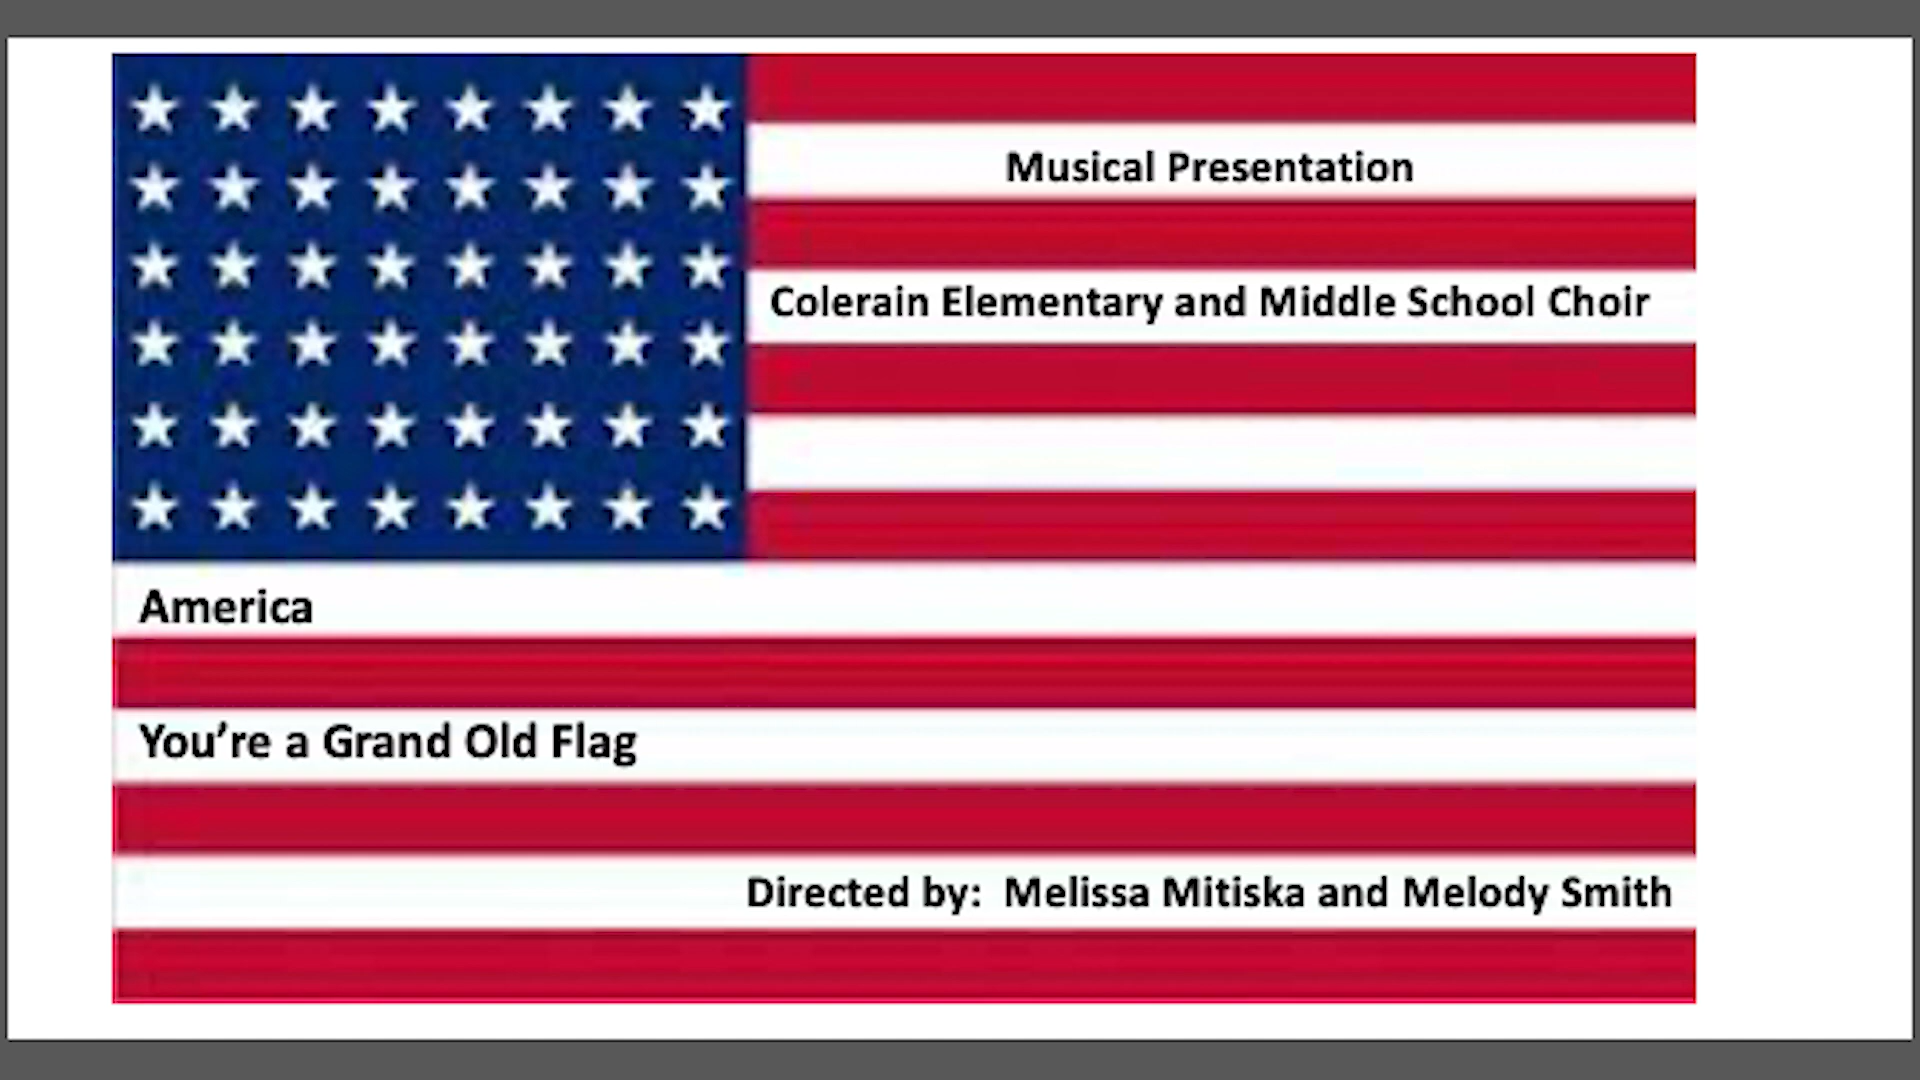 Musical Presentation
Colerain Elementary and Middle School Choir
America
You’re a Grand Old Flag
Directed by:  Melissa Mitiska and Melody Smith